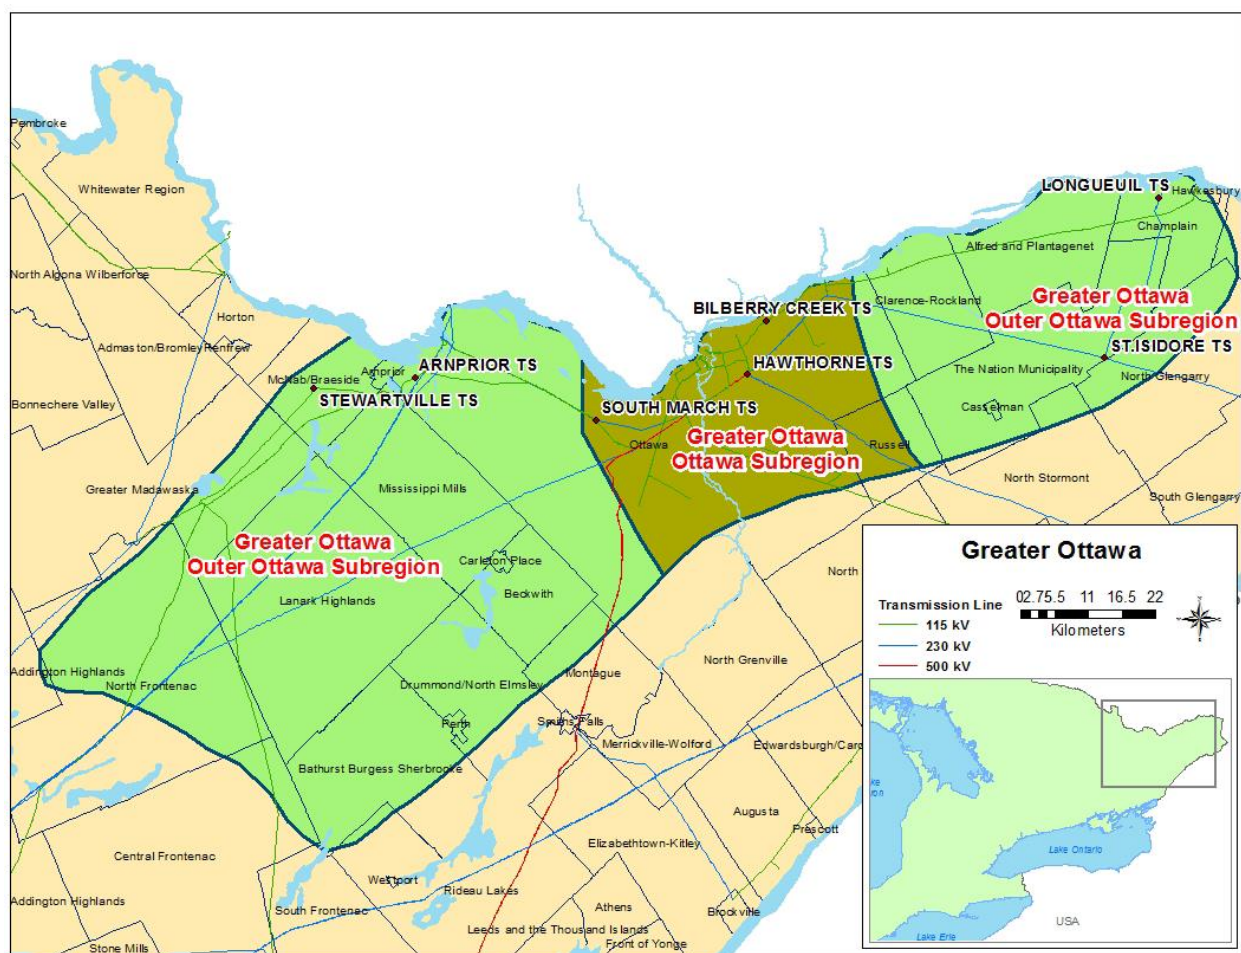 Pembroke
Whitewater Region
LONGUEUIL TS
Hawkesbury
Champlain
Alfred and Plantagenet
North Algona Wilberforce
Horton
Admaston/Bromley
Renfrew
BILBERRY CREEK TS
Clarence-Rockland
Greater Ottawa
Outer Ottawa Subregion
ST.ISIDORE TS
McNab/Braeside
Arnprior
ARNPRIOR TS
HAWTHORNE TS
The Nation Municipality
North Glengarry
Bonnechere Valley
STEWARTVILLE TS
SOUTH MARCH TS
Casselman
Ottawa
Greater Ottawa
Ottawa Subregion
Russell
Greater Madawaska
Mississippi Mills
North Stormont
South Glengarry
Greater Ottawa
Outer Ottawa Subregion
Carleton Place
Beckwith
Lanark Highlands
North
Addington Highlands
North Frontenac
Drummond/North Elmsley
Montague
North Grenville
Perth
Smiths Falls
Merrickville-Wolford
Edwardsburgh/Card
Bathurst Burgess Sherbrooke
Augusta
Prescott
Central Frontenac
Elizabethtown-Kitley
Westport
Rideau Lakes
Addington Highlands
South Frontenac
Athens
Brockville
Leeds and the Thousand Islands
Front of Yonge
Stone Mills
Greater Ottawa
Transmission Line
115 kV
230 kV
500 kV
0 2.75 5.5 11 16.5 22
Kilometers
Lake Ontario
USA
Lake Erie